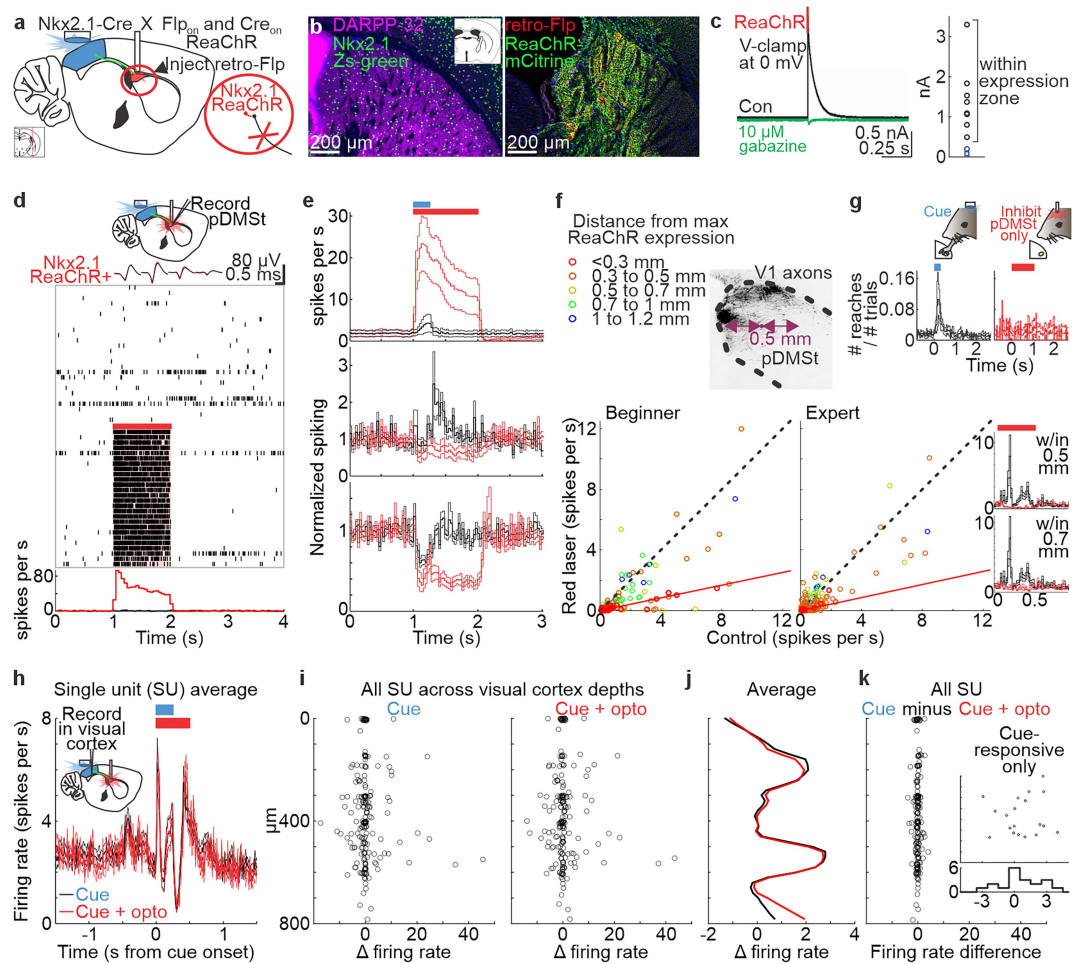 a
Nkx2.1-Cre X Flpon and Creon
ReaChR
Inject retro-Flp
Nkx2.1
ReaChR
b
DARPP-32
Nkx2.1
Zs-green
200 µm
retro-Flp
ReaChR
mCitrine
200 µm
c
ReaChR
V-clamp
at 0 mV
Con
10 µM
gabazine
0.5 nA
0.25 s
nA
3
2
1
0
within
expression
zone
d
Record
pDMSt
Nkx2.1
ReaChR+
80 µV
0.5 ms
spikes per s
80
0
0 1 2 3 4
Time (s)
e
spikes per s
30
20
10
0
Normalized spiking
3
2
1
0
1
0
0 1 2 3
Time (s)
f
Distance from max
ReaChR expression
<0.3 mm
0.3 to 0.5 mm
0.5 to 0.7 mm
0.7 to 1 mm
1 to 1.2 mm
V1 axons
0.5 mm
pDMSt
Beginner
Expert
Red laser (spikes per s)
12
8
4
0
0 4 8 12
0 4 8 12
Control (spikes per s)
10
0
w/in
0.5
mm
10
0
w/in
0.7
mm
0 0.5
g
Cue
Inhibit
pDMSt
only
# reaches
/ # trials
0.16
0.08
0
0 1 2
0 1 2
Time (s)
h
Single unit (SU) average
Record
in visual
cortex
Firing rate (spikes per s)
8
4
0
Cue
Cue + opto
-1 0 1
Time (s from cue onset)
i
All SU across visual cortex depths
Cue
Cue + opto
µm
0
400
800
0 20 40
0 20 40
Δ firing rate
Δ firing rate
j
Average
-2 0 2 4
Δ firing rate
k
All SU
Cue minus Cue + opto
Cue-
responsive
only
6
0
-3 0 3
0 20 40
Firing rate difference